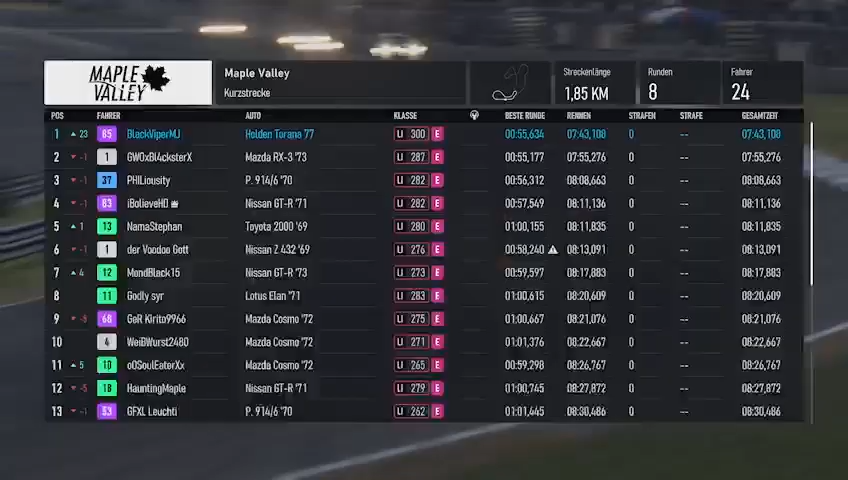 MAPLE VALLEY
Maple Valley
Kurzstrecke
Streckenlänge
1,85 KM
Runden
8
Fahrer
24
POS FAHRER AUTO KLASSE BESTE RUNDE RENNEN STRAFEN STRAFE GESAMTZEIT
1 ▲ 23 85 BlackViperMJ Holden Torana 77 U 300 E 00:55,634 07:43,108 0 -- 07:43,108
2 ▼ -1 1 GWOxBl4cksterX Mazda RX-3 '73 U 287 E 00:55,177 07:55,276 0 -- 07:55,276
3 ▼ -1 37 PHILiousity P. 914/6 '70 U 282 E 00:56,312 08:08,663 0 -- 08:08,663
4 ▼ -1 83 iBolieveHD Nissan GT-R '71 U 282 E 00:57,549 08:11,136 0 -- 08:11,136
5 ▲ 1 13 NamaStephan Toyota 2000 '69 U 280 E 01:00,155 08:11,835 0 -- 08:11,835
6 ▼ -1 1 der Voodoo Gott Nissan Z 432 '69 U 276 E 00:58,240 08:13,091 0 -- 08:13,091
7 ▲ 4 12 MondBlack15 Nissan GT-R '73 U 273 E 00:59,597 08:17,883 0 -- 08:17,883
8 11 Godly syr Lotus Elan '71 U 283 E 01:00,615 08:20,609 0 -- 08:20,609
9 68 GeR Kirito9966 Mazda Cosmo '72 U 275 E 01:00,667 08:21,076 0 -- 08:21,076
10 4 WeiBWurst2480 Mazda Cosmo '72 U 271 E 01:01,376 08:22,667 0 -- 08:22,667
11 ▲ 5 10 oOSoulEaterXx Mazda Cosmo '72 U 265 E 00:59,298 08:26,767 0 -- 08:26,767
12 ▼ -5 18 HauntingMaple Nissan GT-R '71 U 279 E 01:00,745 08:27,872 0 -- 08:27,872
13 ▼ -1 53 GFXL Leuchti P. 914/6 '70 U 262 E 01:01,645 08:30,486 0 -- 08:30,486